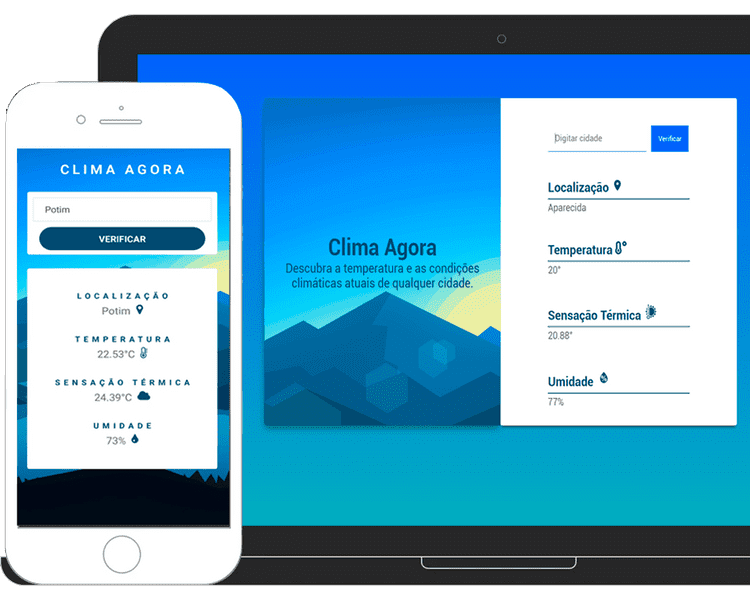 CLIMA AGORA
Potim
VERIFICAR
LOCALIZAÇÃO
Potim
TEMPERATURA
22.53°C
SENSAÇÃO TÉRMICA
24.39°C
UMIDADE
73%
Clima Agora
Descubra a temperatura e as condições
climáticas atuais de qualquer cidade.
Digitar cidade
Verificar
Localização
Aparecida
Temperatura
20°
Sensação Térmica
20.88°
Umidade
77%